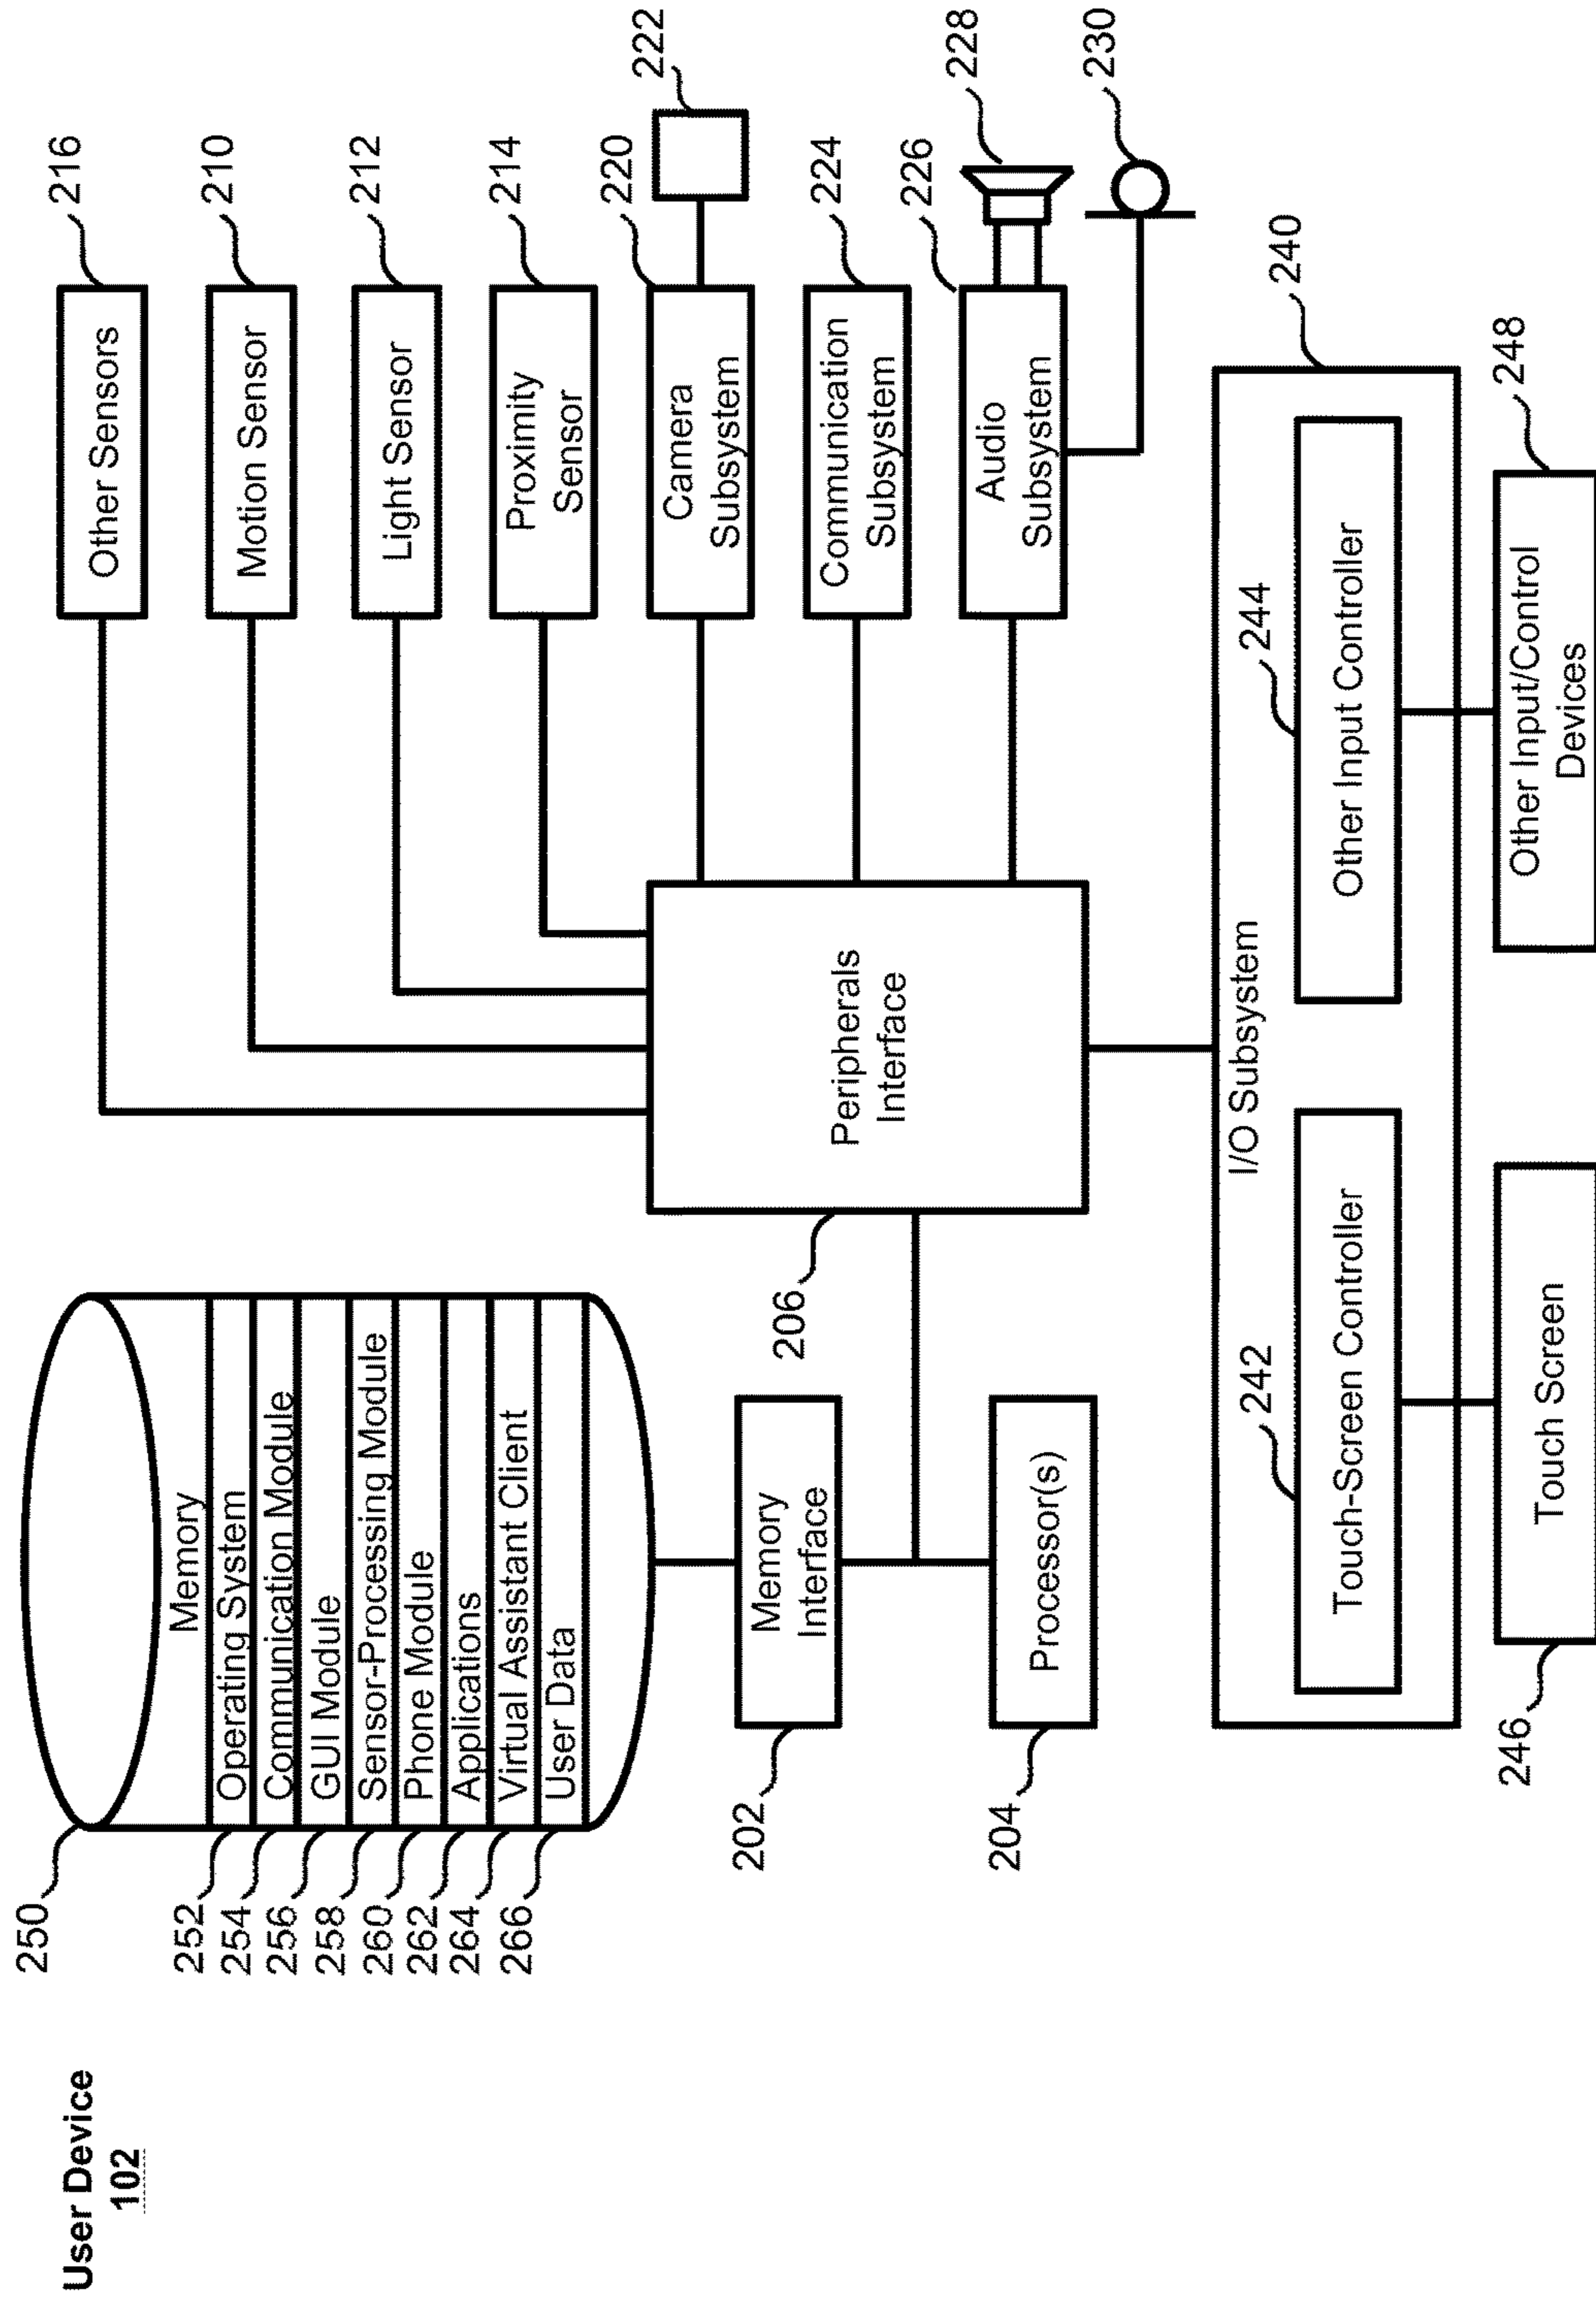 User Device
102
250
Memory
252
Operating System
254
Communication Module
256
GUI Module
258
Sensor-Processing Module
260
Phone Module
262
Applications
264
Virtual Assistant Client
266
User Data
202
Memory
Interface
204
Processor(s)
206
Peripherals
Interface
216
Other Sensors
210
Motion Sensor
212
Light Sensor
214
Proximity
Sensor
220
Camera
Subsystem
222
224
Communication
Subsystem
226
Audio
Subsystem
228
230
240
I/O Subsystem
242
Touch-Screen Controller
244
Other Input Controller
246
Touch Screen
248
Other Input/Control
Devices